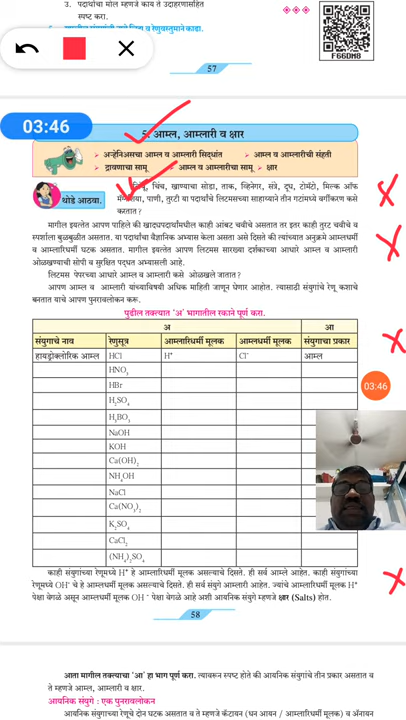 3. पदार्थाचा मोल म्हणजे काय ते उदाहरणासहित
स्पष्ट करा.
57
F66DM8
03:46
5. आम्ल, आम्लारी व क्षार
➢ अऱ्हेनिअसचा आम्ल व आम्लारी सिद्धांत ➢ आम्ल व आम्लारीची संहती
➢ द्रावणाचा सामू ➢ आम्ल व आम्लारीचा सामू ➢ क्षार
थोडे आठवा.
चिंच, खाण्याचा सोडा, ताक, व्हिनेगर, संत्रे, दूध, टोमॅटो, मिल्क ऑफ
पाणी, तुरटी या पदार्थांचे लिटमसच्या साहाय्याने तीन गटांमध्ये वर्गीकरण कसे
करतात?
मागील इयत्तेत आपण पाहिले की खाद्यपदार्थांमधील काही आंबट चवीचे असतात तर इतर काही तुरट चवीचे व
स्पर्शाला बुळबुळीत असतात. या पदार्थांचा वैज्ञानिक अभ्यास केला असता असे दिसते की त्यांच्यात अनुक्रमे आम्लधर्मी
व आम्लारिधर्मी घटक असतात. मागील इयत्तेत आपण लिटमस सारख्या दर्शकाच्या आधारे आम्ल व आम्लारी
ओळखण्याची सोपी व सुरक्षित पद्धत अभ्यासली आहे.
लिटमस पेपरच्या आधारे आम्ल व आम्लारी कसे ओळखले जातात?
आपण आम्ल व आम्लारी यांच्याविषयी अधिक माहिती जाणून घेणार आहोत. त्यासाठी संयुगांचे रेणू कशाचे
बनतात याचे आपण पुनरावलोकन करू.
पुढील तक्त्यात 'अ' भागातील रकाने पूर्ण करा.
अ आ
संयुगाचे नाव रेणुसूत्र आम्लारिधर्मी मूलक आम्लधर्मी मूलक संयुगाचा प्रकार
हायड्रोक्लोरिक आम्ल HCl H⁺ Cl⁻ आम्ल
HNO₃
HBr
03:46
H₂SO₄
H₃BO₃
NaOH
KOH
Ca(OH)₂
NH₄OH
NaCl
Ca(NO₃)₂
K₂SO₄
CaCl₂
(NH₄)₂SO₄
काही संयुगांच्या रेणूमध्ये H⁺ हे आम्लारिधर्मी मूलक असल्याचे दिसते. ही सर्व आम्ले आहेत. काही संयुगांच्या
रेणूमध्ये OH⁻ चे हे आम्लधर्मी मूलक असल्याचे दिसते. ही सर्व संयुगे आम्लारी आहेत. ज्यांचे आम्लारिधर्मी मूलक H⁺
पेक्षा वेगळे असून आम्लधर्मी मूलक OH⁻ पेक्षा वेगळे आहे अशी आयनिक संयुगे म्हणजे क्षार (Salts) होत.
58
आता मागील तक्त्याचा 'आ' हा भाग पूर्ण करा. त्यावरून स्पष्ट होते की आयनिक संयुगांचे तीन प्रकार असतात व
ते म्हणजे आम्ल, आम्लारी व क्षार.
आयनिक संयुगे : एक पुनरावलोकन
आयनिक संयुगाच्या रेणूचे दोन घटक असतात व ते म्हणजे कॅटायन (धन आयन / आम्लारिधर्मी मूलक) व ॲनायन